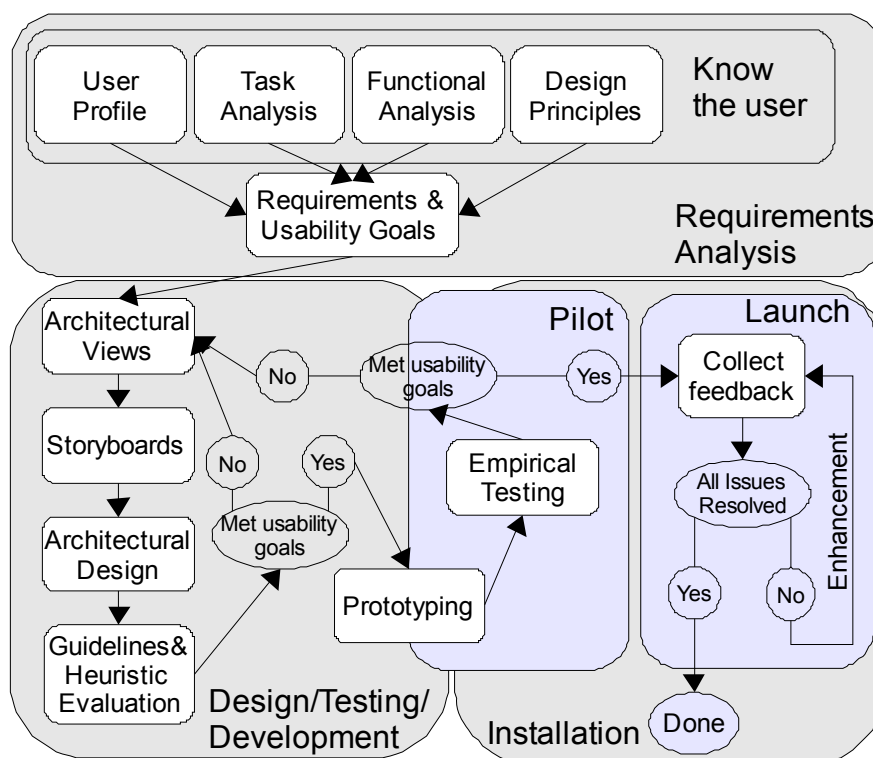 User
Profile
Task
Analysis
Functional
Analysis
Design
Principles
Know
the user
Requirements &
Usability Goals
Requirements
Analysis
Architectural
Views
No
Met usability
goals
Pilot
Yes
Launch
Collect
feedback
Storyboards
No
Yes
Empirical
Testing
All Issues
Resolved
Enhancement
Met usability
goals
Architectural
Design
Prototyping
Yes
No
Guidelines&
Heuristic
Evaluation
Design/Testing/
Development
Installation
Done